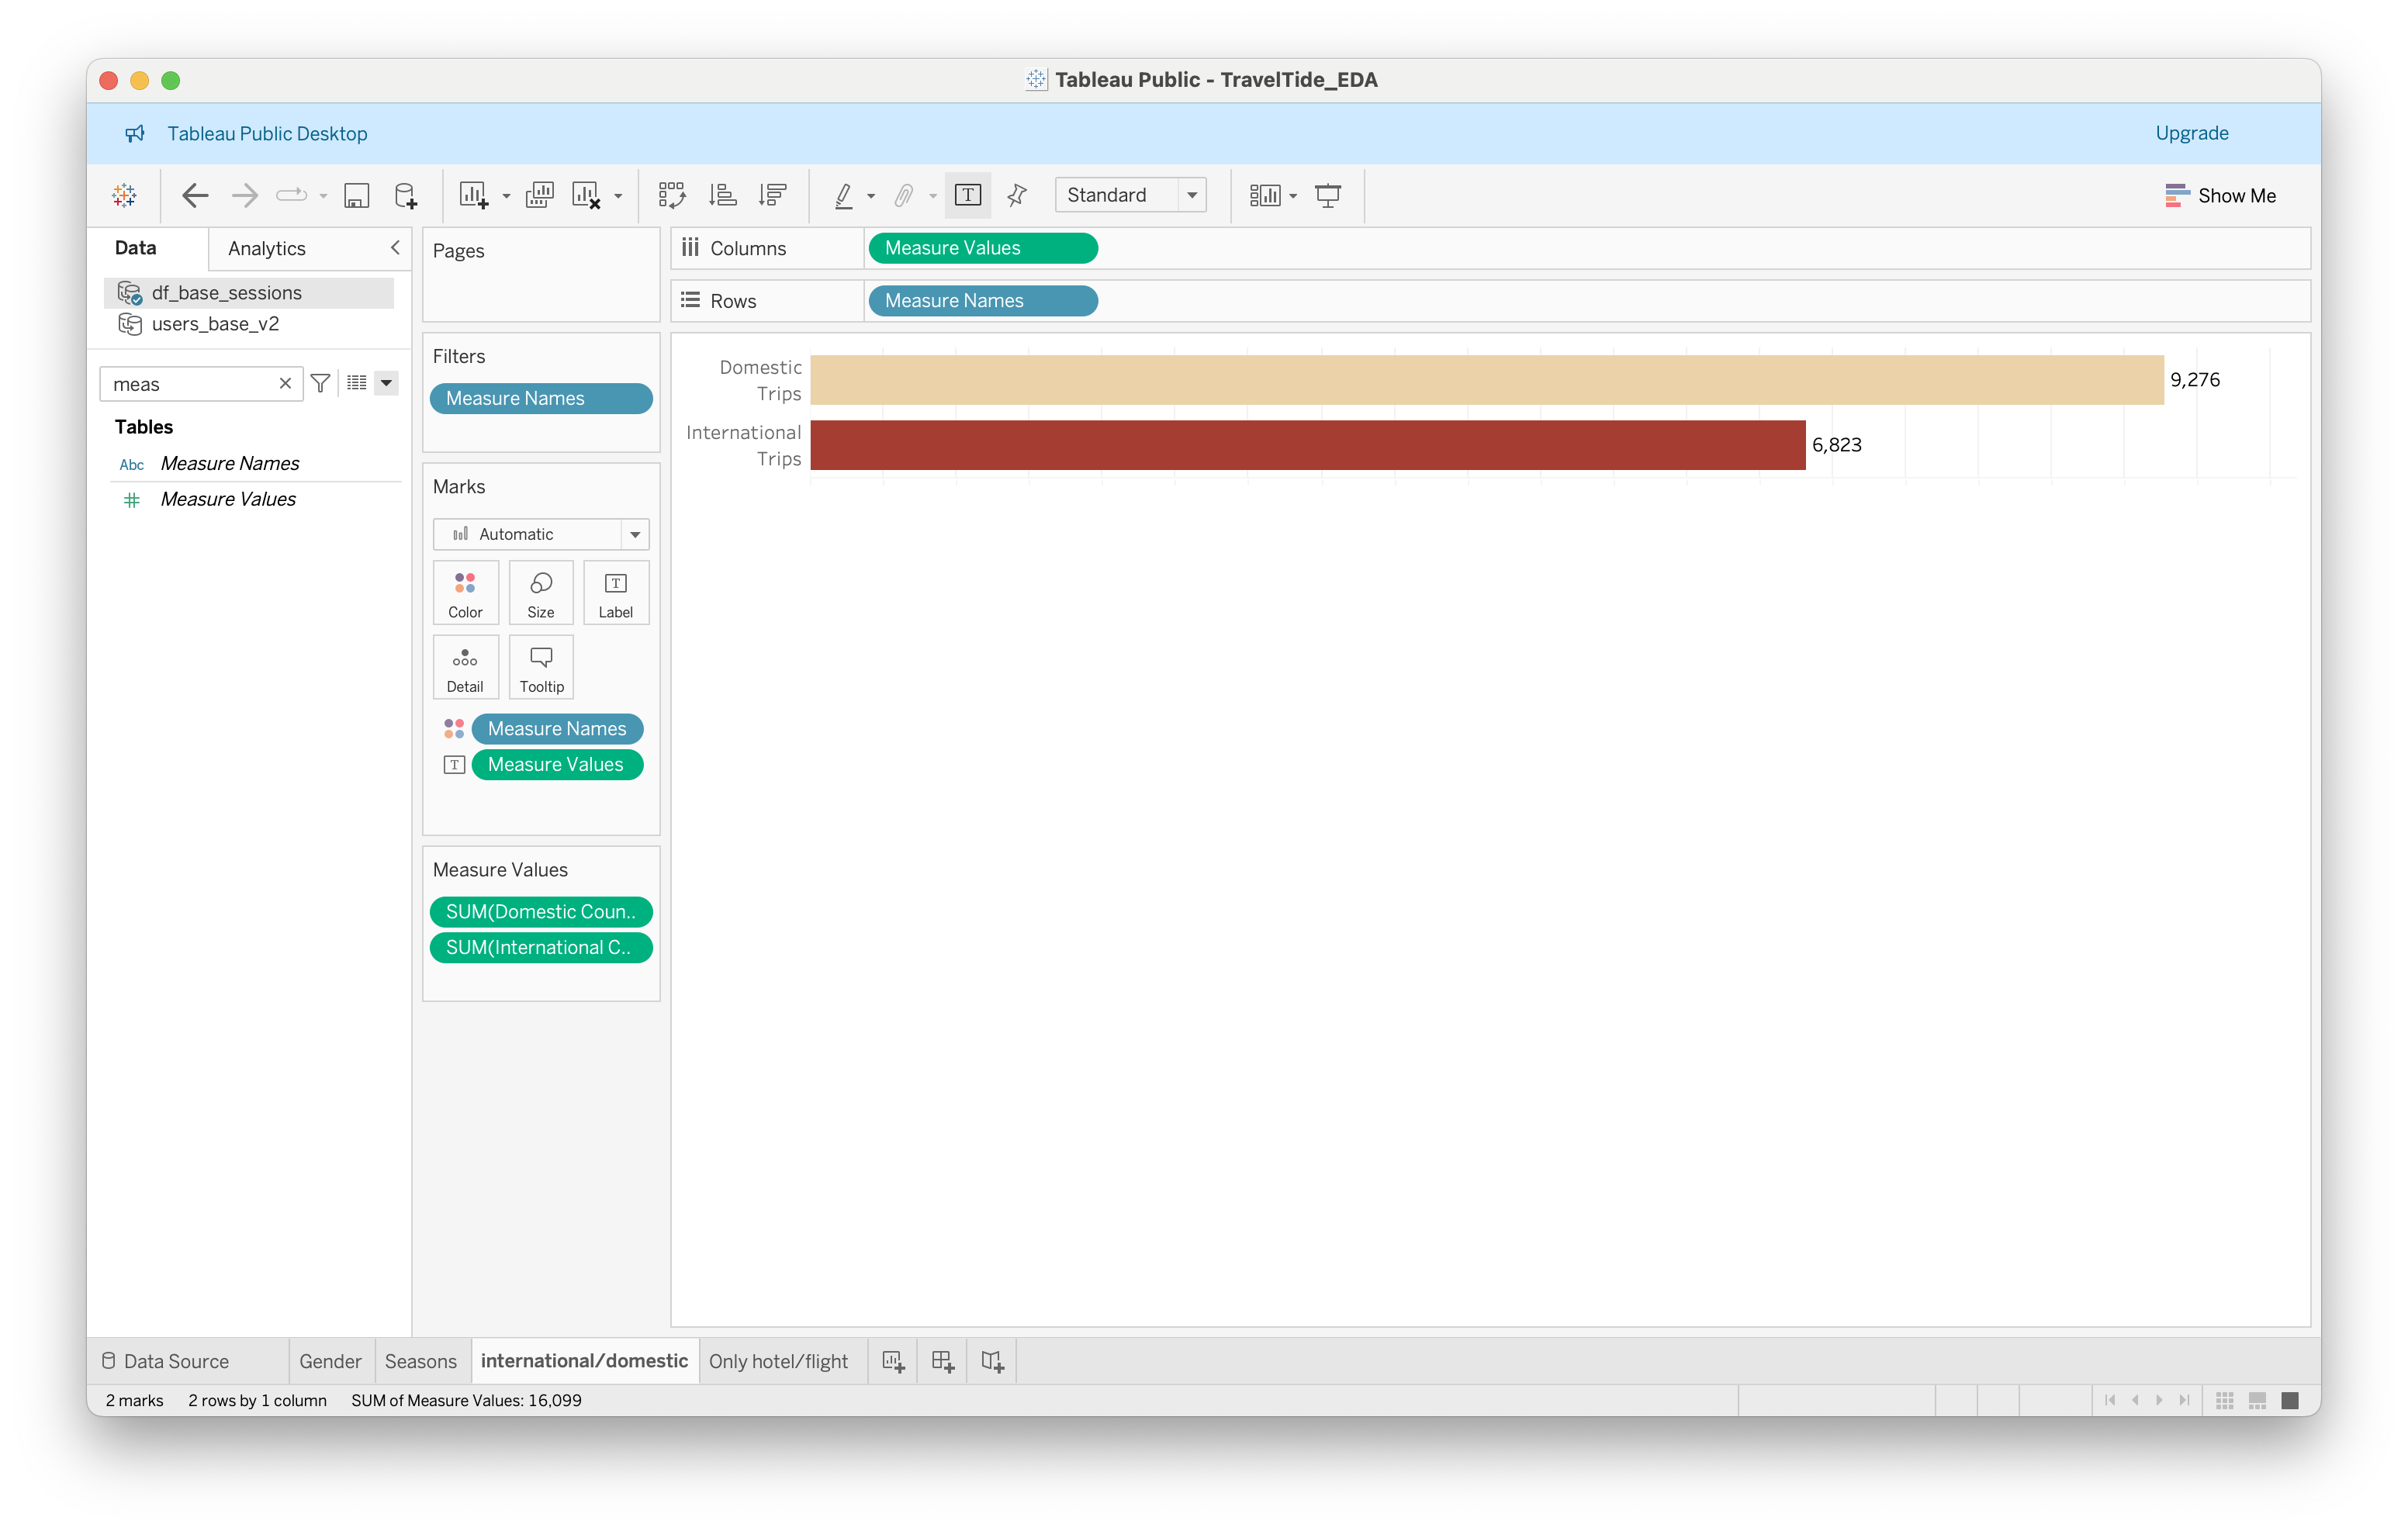 Tableau Public - TravelTide_EDA
Tableau Public Desktop
Upgrade
Standard
Show Me
Data
Analytics
df_base_sessions
users_base_v2
meas
Tables
Abc Measure Names
Measure Values
Pages
Filters
Measure Names
Marks
Automatic
Color
Size
T
Label
Detail
Tooltip
Measure Names
T Measure Values
Measure Values
SUM(Domestic Coun..
SUM(International C..
Columns
Measure Values
Rows
Measure Names
Domestic
Trips
9,276
International
Trips
6,823
Data Source
Gender
Seasons
international/domestic
Only hotel/flight
2 marks
2 rows by 1 column
SUM of Measure Values: 16,099